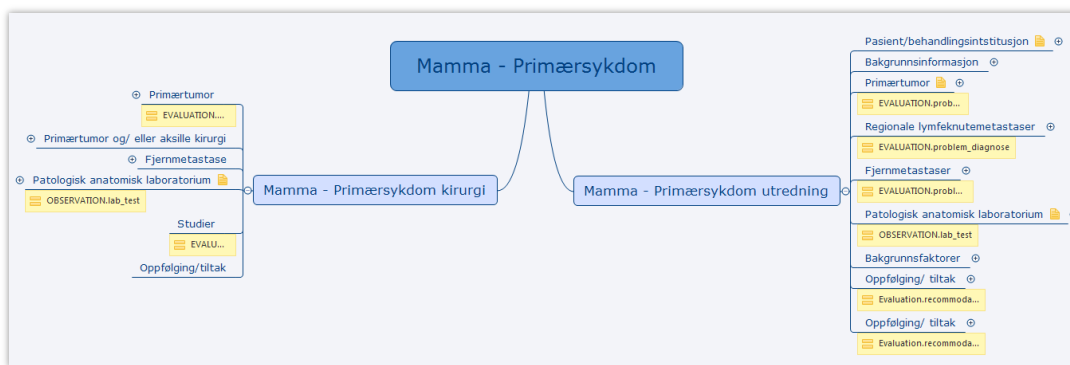 Mamma - Primærsykdom
Primærtumor
EVALUATION....
Primærtumor og/ eller aksille kirurgi
Fjernmetastase
Patologisk anatomisk laboratorium
OBSERVATION.lab_test
Studier
EVALU...
Oppfølging/tiltak
Mamma - Primærsykdom kirurgi
Mamma - Primærsykdom utredning
Pasient/behandlingsintstitusjon
Bakgrunnsinformasjon
Primærtumor
EVALUATION.prob...
Regionale lymfeknutemetastaser
EVALUATION.problem_diagnose
Fjernmetastaser
EVALUATION.probl...
Patologisk anatomisk laboratorium
OBSERVATION.lab_test
Bakgrunnsfaktorer
Oppfølging/ tiltak
Evaluation.recommoda...
Oppfølging/ tiltak
Evaluation.recommoda...